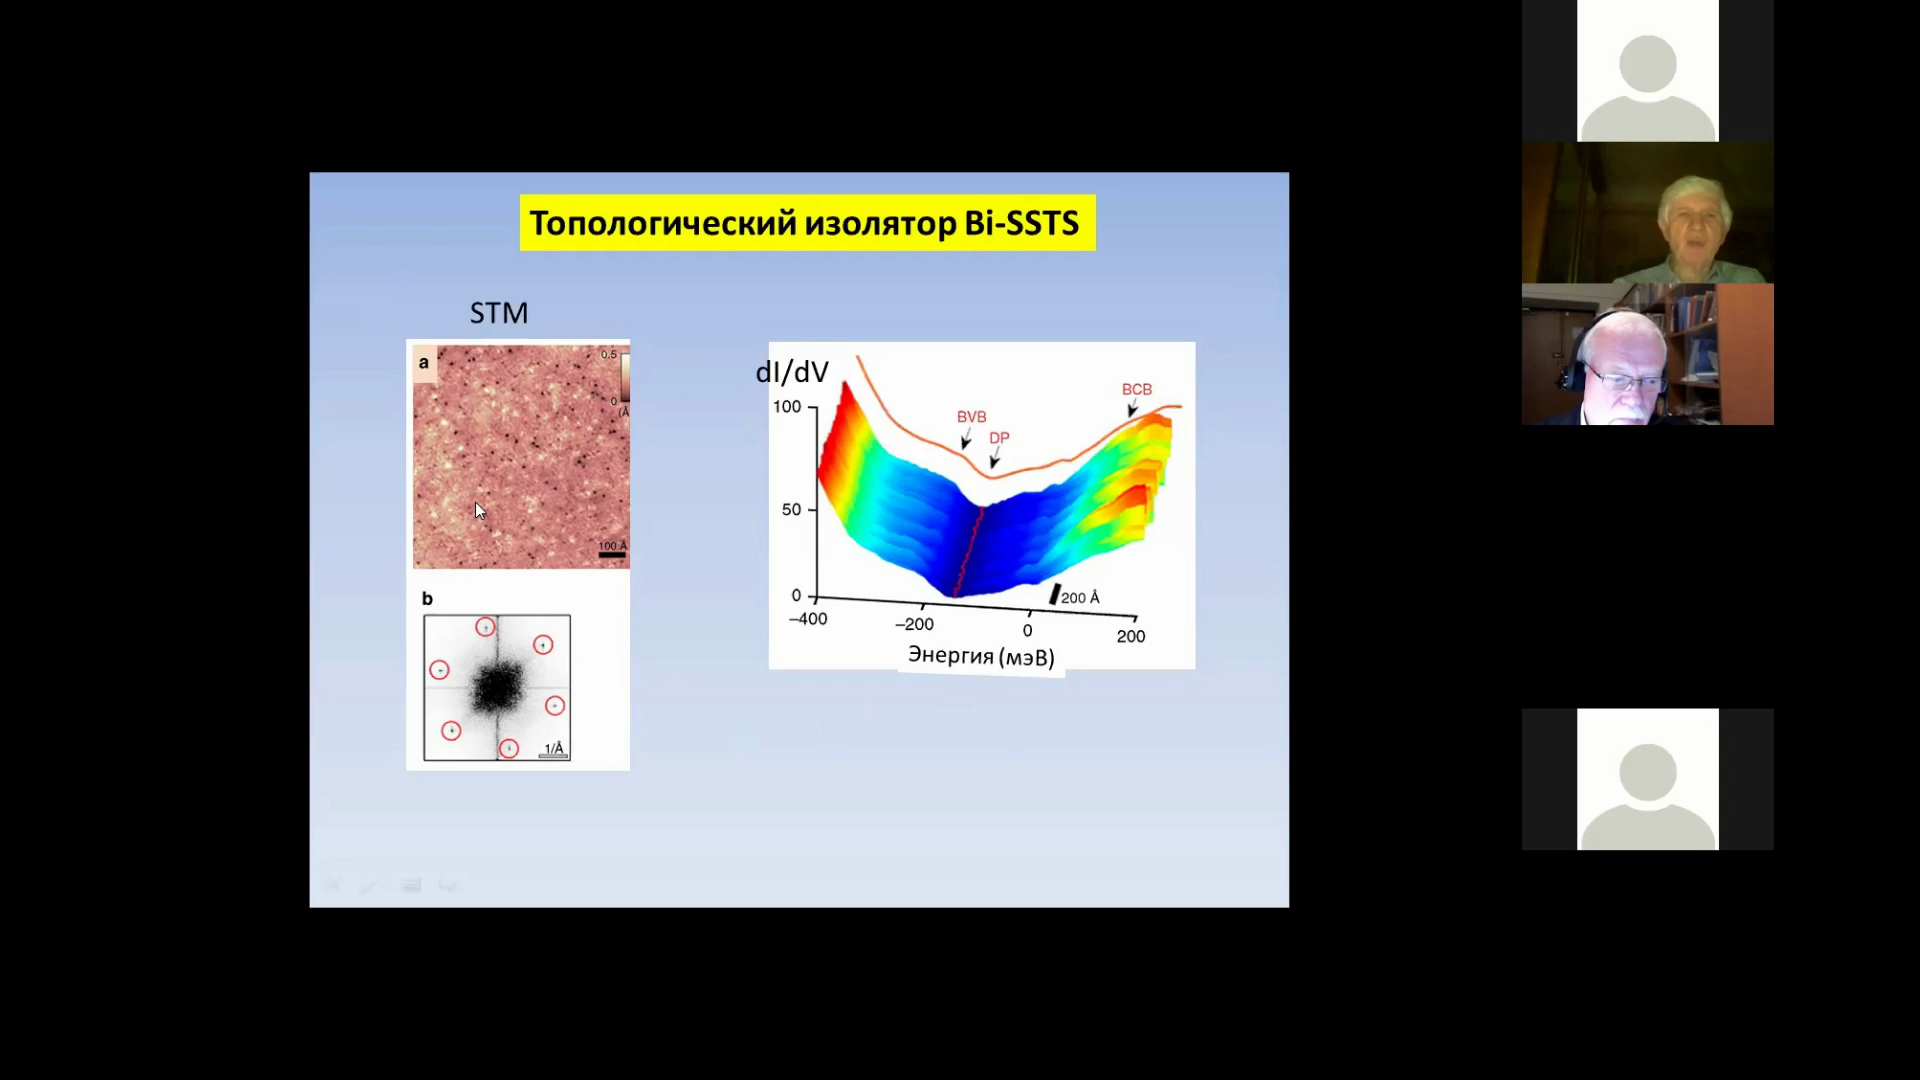 Топологический изолятор Bi-SSTS
STM
a
0.5
0
(Å
100 Å
b
1/Å
dI/dV
100
50
0
BVB
DP
BCB
200 Å
−400
−200
0
200
Энергия (мэВ)